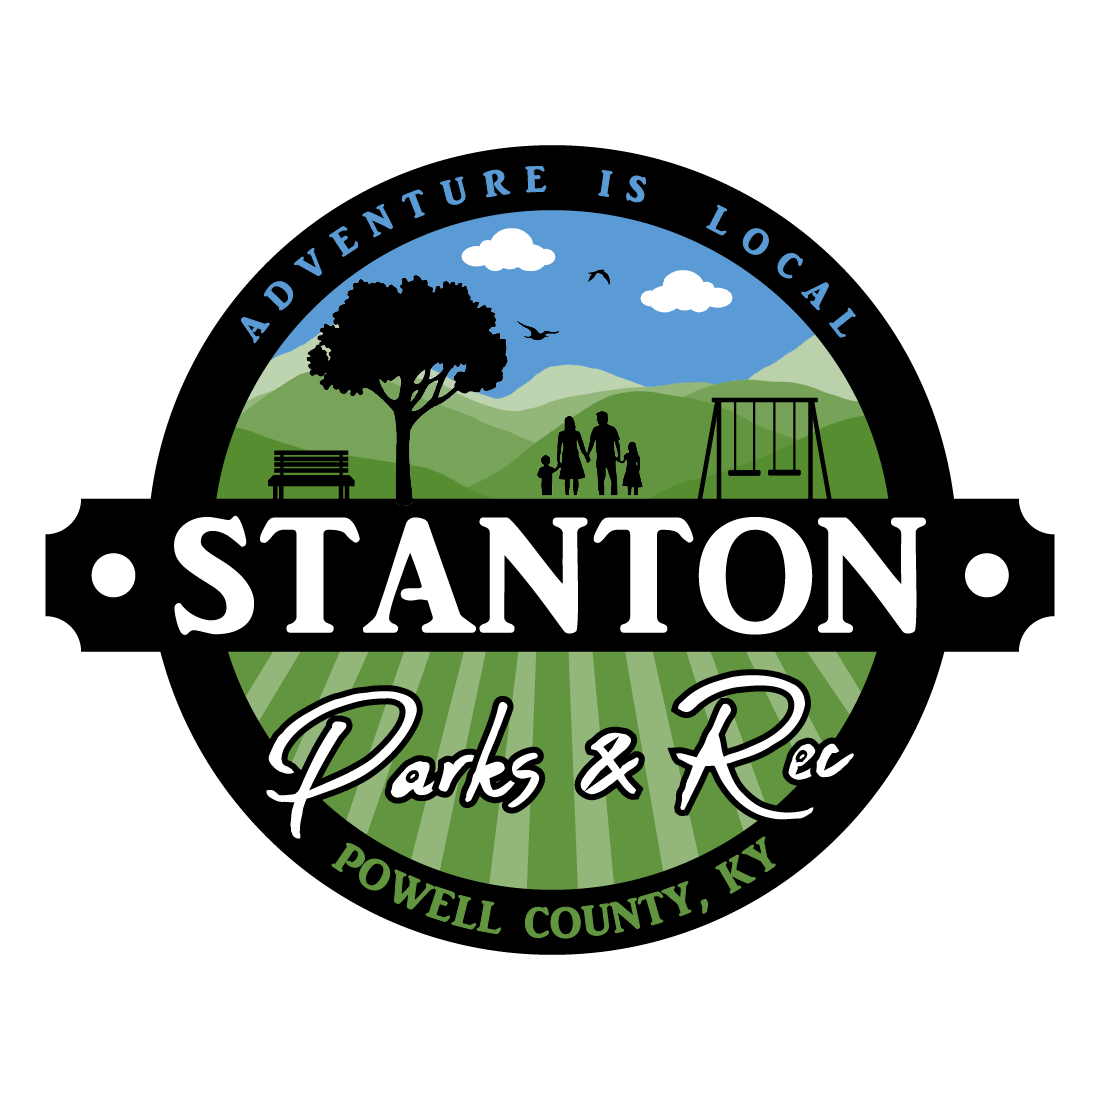 ADVENTURE IS LOCAL
STANTON
Parks & Rec
POWELL COUNTY, KY